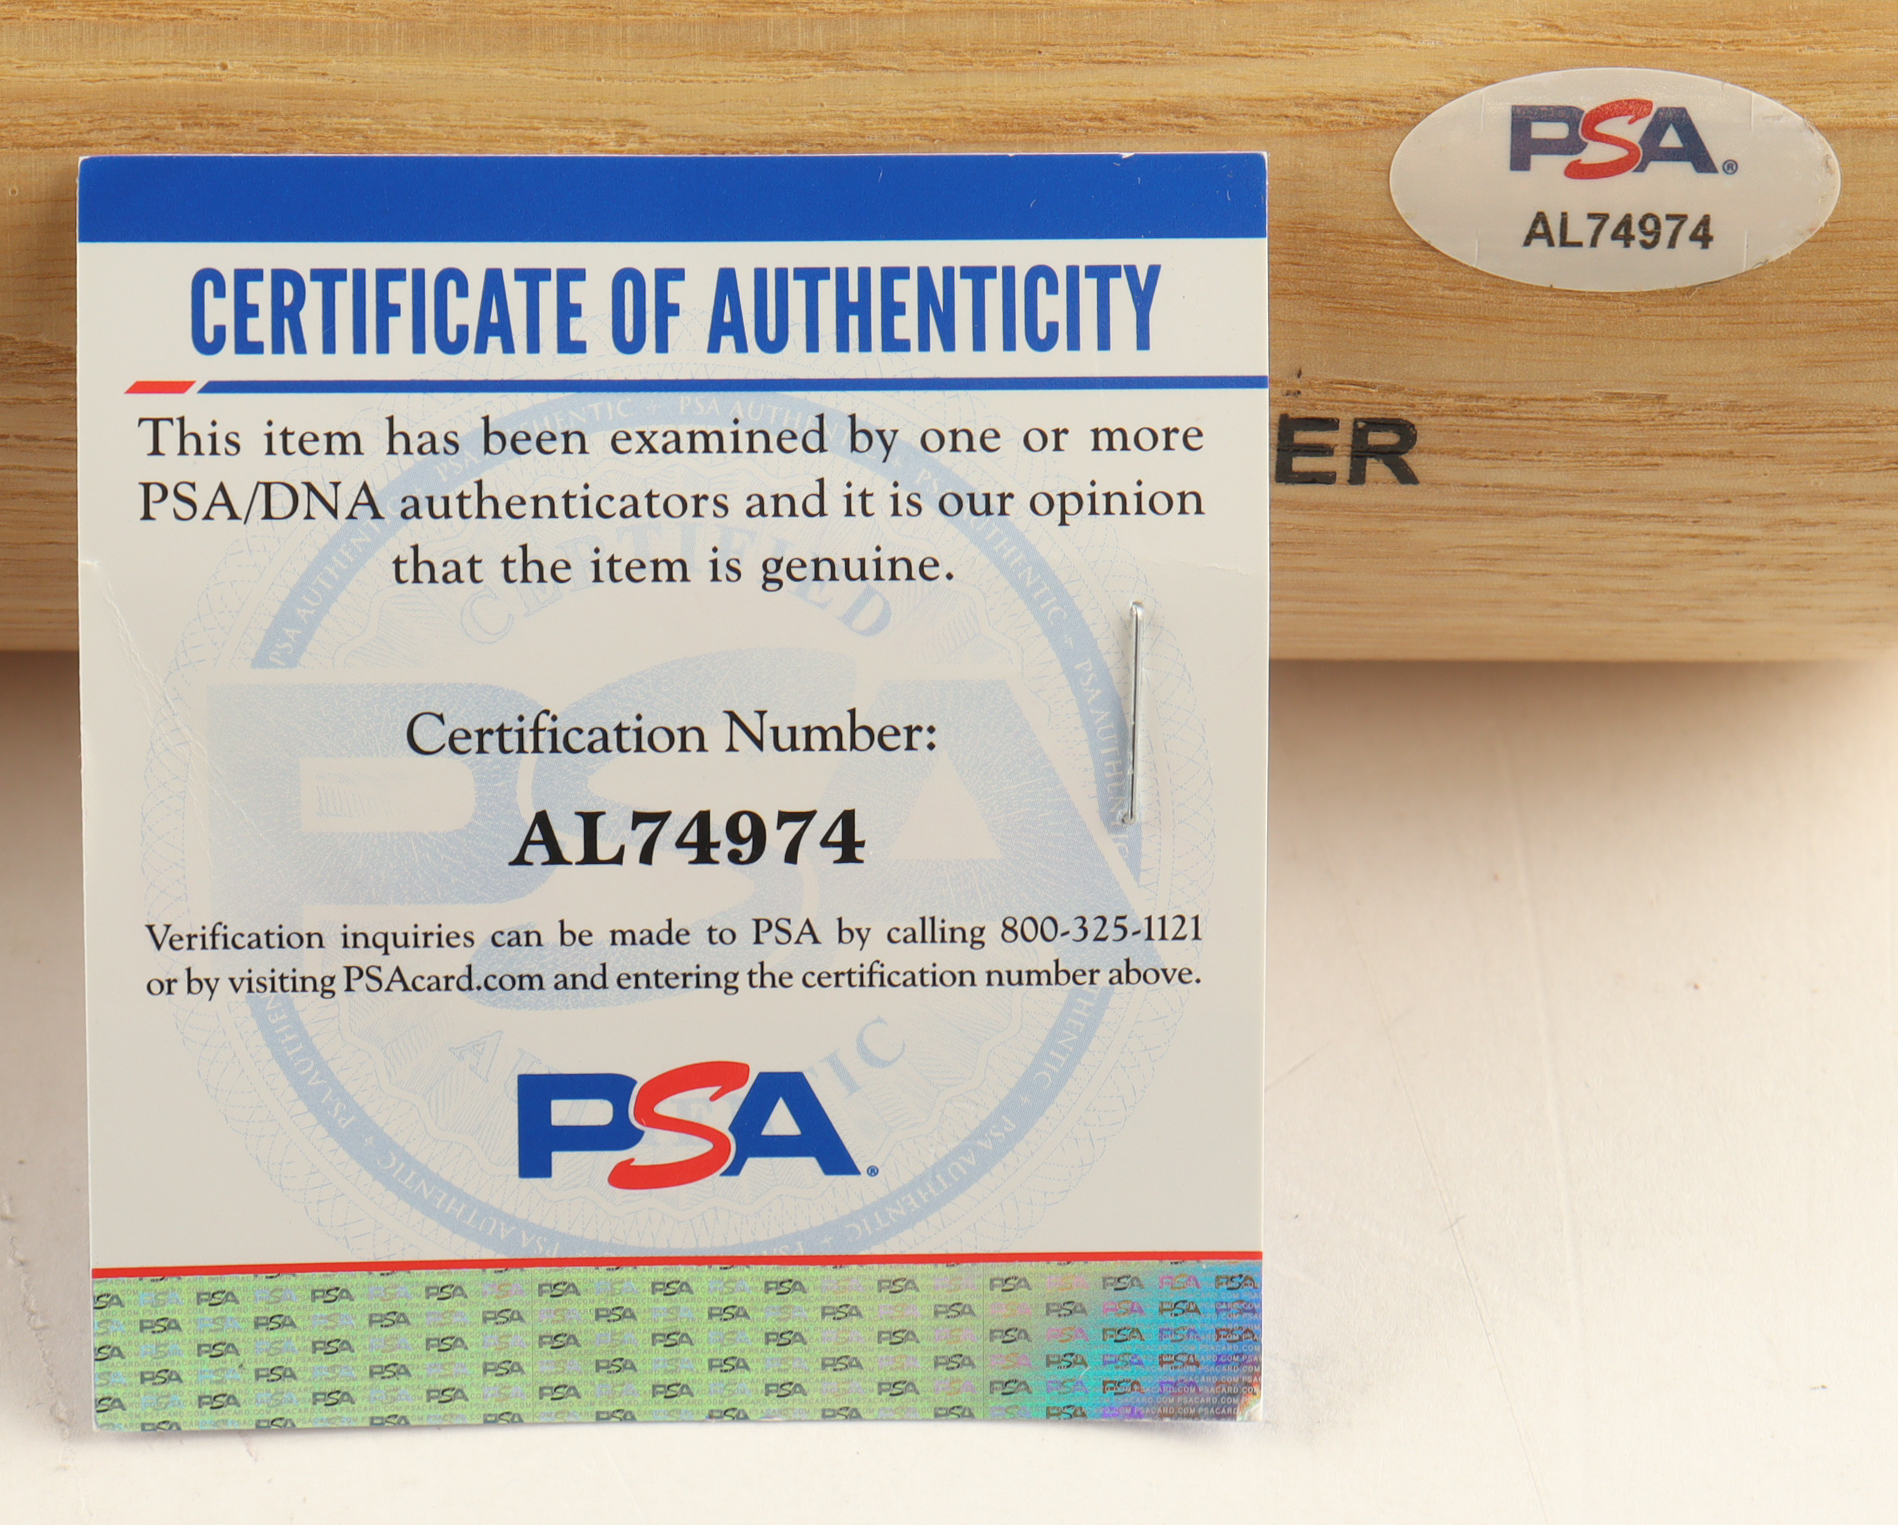 PSA®
AL74974
CERTIFICATE OF AUTHENTICITY
This item has been examined by one or more
PSA/DNA authenticators and it is our opinion
that the item is genuine.
ER
Certification Number:
AL74974
Verification inquiries can be made to PSA by calling 800-325-1121
or by visiting PSAcard.com and entering the certification number above.
PSA®